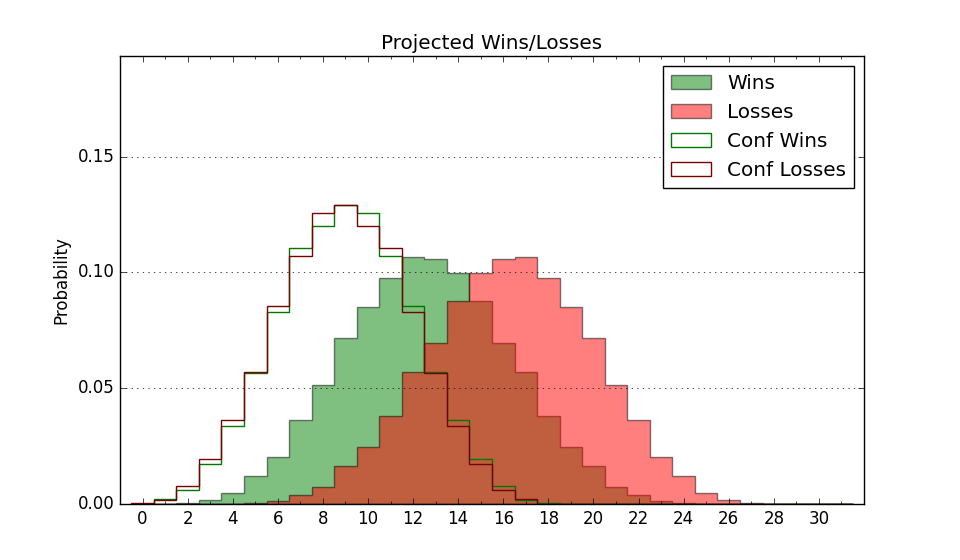 Projected Wins/Losses
Wins
Losses
Conf Wins
Conf Losses
Probability
0.15
0.10
0.05
0.00
0 2 4 6 8 10 12 14 16 18 20 22 24 26 28 30